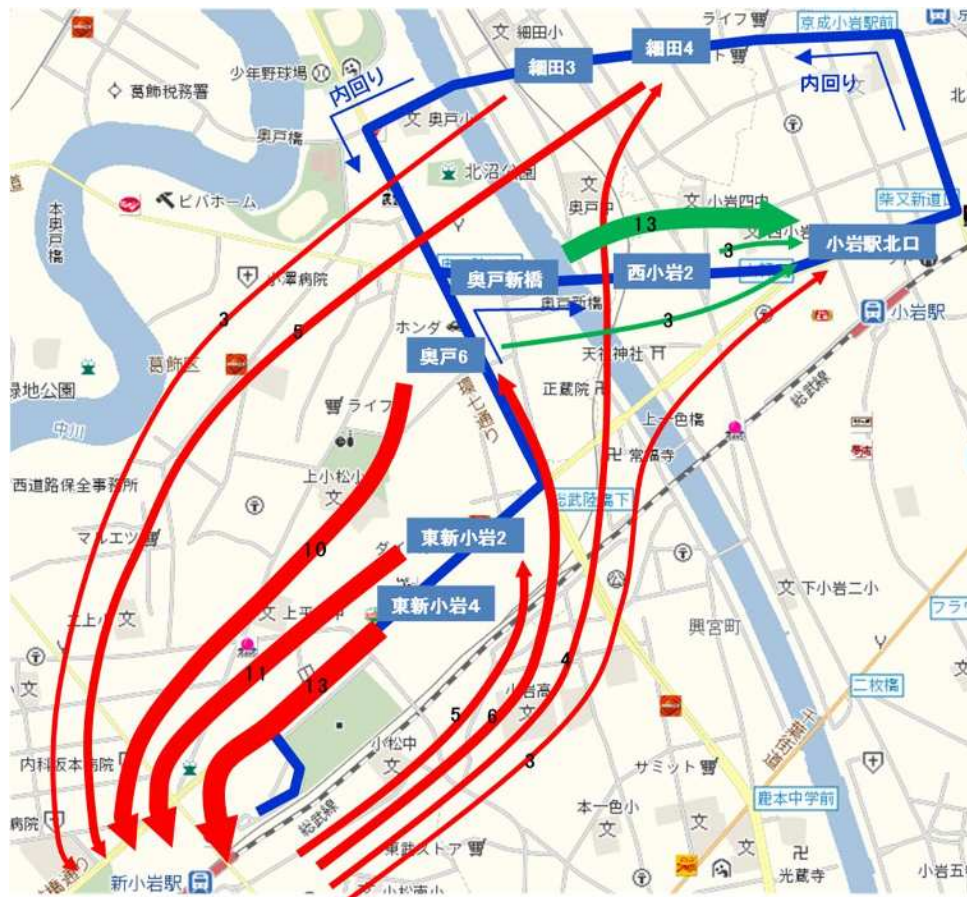 ライフ
京成小岩駅前
細田小
細田4
細田3
少年野球場
内回り
内回り
葛飾税務署
奥戸小
奥戸橋
北沼公園
ビバホーム
奥戸中
小岩四中
柴又新道口
本奥戸橋
13
3
小岩駅北口
奥戸新橋
西小岩2
小澤病院
奥戸新橋
小岩駅
ホンダ
3
3
5
奥戸6
天祖神社
葛飾区
正蔵院
環七通り
総武線
緑地公園
ライフ
上一色橋
中川
上小松小
常福寺
西道路保全事務所
総武陸橋下
マルエツ
10
東新小岩2
下小岩二小
東新小岩4
二上小
上平井中
興宮町
フラワ
4
11
13
二枚橋
小岩高
5
6
千葉街道
小松中
3
内科坂本病院
サミット
鹿本中学前
総武線
本一色小
病院
東武ストア
新小岩駅
小松南小
光蔵寺
小岩五中